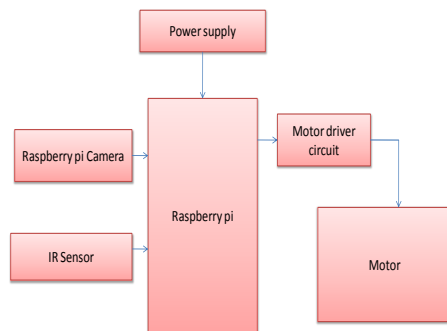 Power supply
Raspberry pi Camera
IR Sensor
Raspberry pi
Motor driver
circuit
Motor